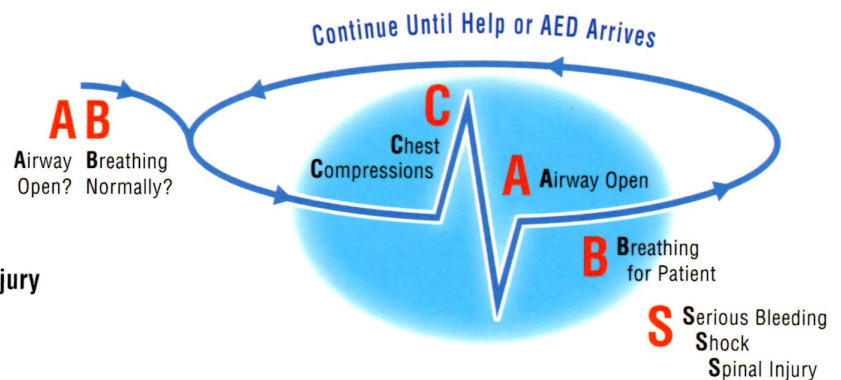 Continue Until Help or AED Arrives
A B
Airway Breathing
Open? Normally?
C
Chest
Compressions
A Airway Open
B Breathing
for Patient
jury
S Serious Bleeding
Shock
Spinal Injury